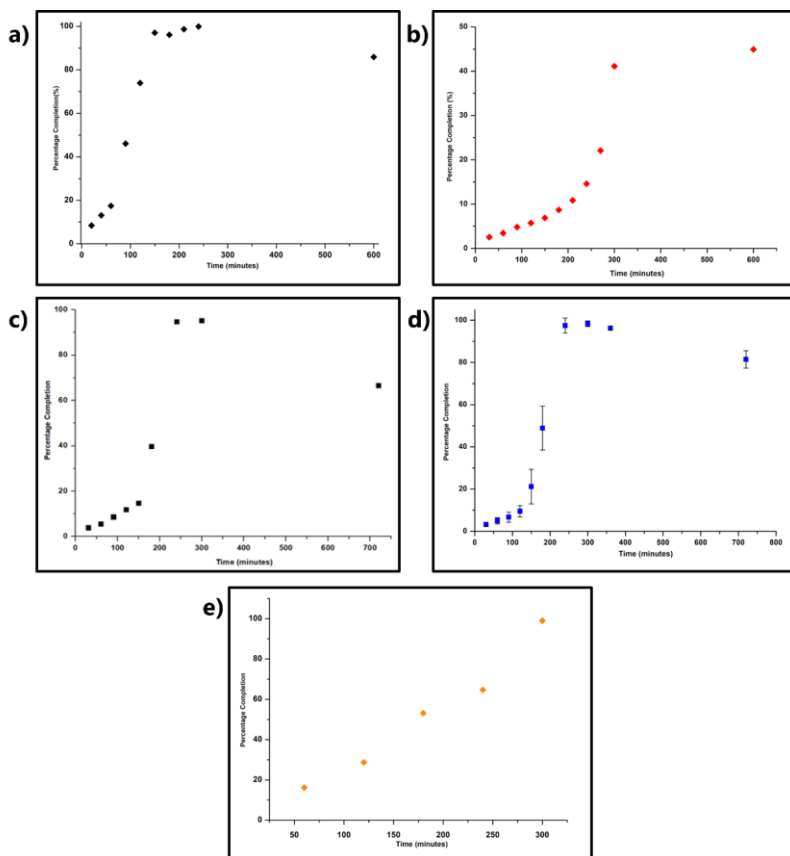 a)
Percentage Completion(%)
100
80
60
40
20
0
0 100 200 300 400 500 600
Time (minutes)
b)
Percentage Completion (%)
50
40
30
20
10
0
0 100 200 300 400 500 600
Time (minutes)
c)
Percentage Completion
100
80
60
40
20
0
0 100 200 300 400 500 600 700
Time (minutes)
d)
Percentage Completion
100
80
60
40
20
0
0 100 200 300 400 500 600 700 800
Time (minutes)
e)
Percentage Completion
100
80
60
40
20
0
50 100 150 200 250 300
Time (minutes)